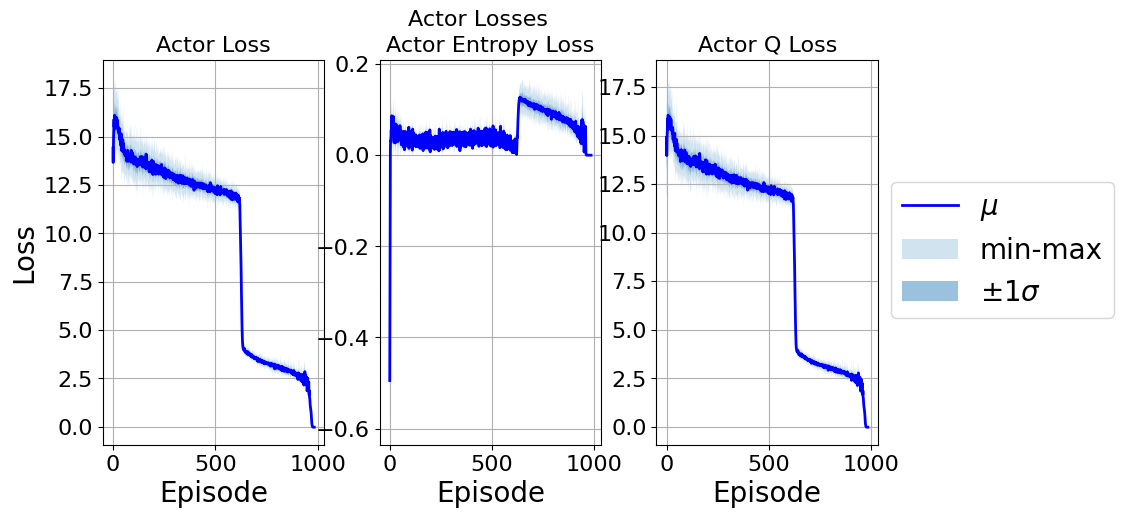 Actor Losses
Actor Loss
Actor Entropy Loss
Actor Q Loss
17.5
15.0
12.5
10.0
7.5
5.0
2.5
0.0
Loss
0
500
1000
Episode
0.2
0.0
−0.2
−0.4
−0.6
0
500
1000
Episode
17.5
15.0
12.5
10.0
7.5
5.0
2.5
0.0
0
500
1000
Episode
μ
min-max
±1σ